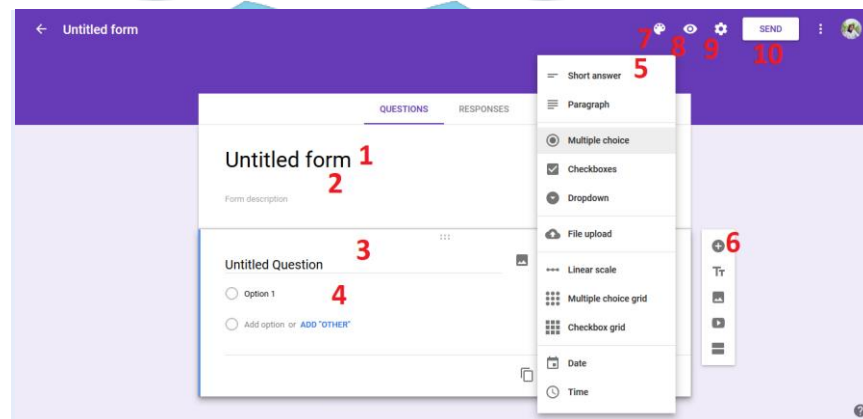 Untitled form
7
8
9
SEND
10
5
Short answer
Paragraph
Multiple choice
Checkboxes
Dropdown
File upload
Linear scale
Multiple choice grid
Checkbox grid
Date
Time
QUESTIONS RESPONSES
Untitled form 1
2
Form description
3
Untitled Question
Option 1 4
Add option or ADD "OTHER"
6
Tт